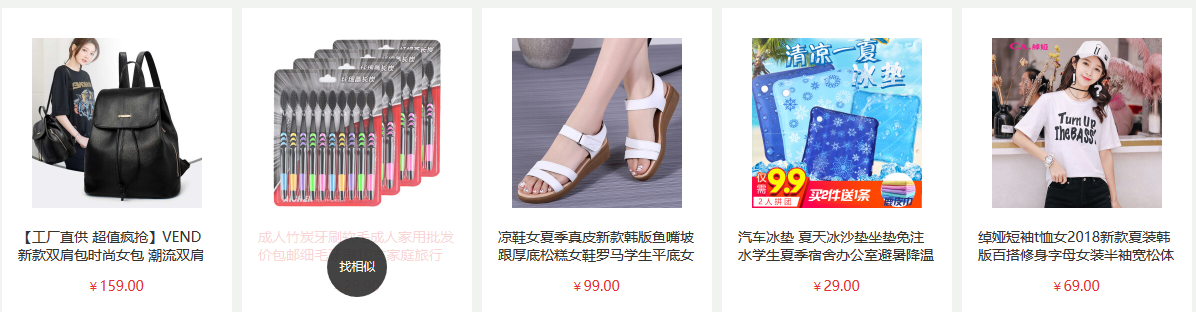 清凉一夏
冰垫
仅需
9.9
2人拼团
买2件送1条
鹿皮巾
Turn UP
THE BASS?
【工厂直供 超值疯抢】VEND
新款双肩包时尚女包 潮流双肩
￥159.00
成人竹炭牙刷软毛成人家用批发
价包邮细毛
家庭旅行
找相似
凉鞋女夏季真皮新款韩版鱼嘴坡
跟厚底松糕女鞋罗马学生平底女
￥99.00
汽车冰垫 夏天冰沙垫坐垫免注
水学生夏季宿舍办公室避暑降温
￥29.00
绰娅短袖t恤女2018新款夏装韩
版百搭修身字母女装半袖宽松体
￥69.00